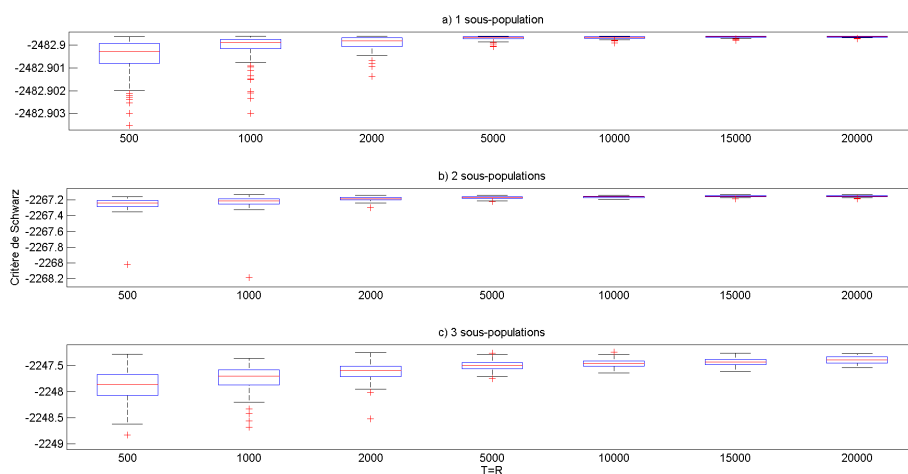 a) 1 sous-population
-2482.9
-2482.901
-2482.902
-2482.903
500 1000 2000 5000 10000 15000 20000
b) 2 sous-populations
Critère de Schwarz
-2267.2
-2267.4
-2267.6
-2267.8
-2268
-2268.2
500 1000 2000 5000 10000 15000 20000
c) 3 sous-populations
-2247.5
-2248
-2248.5
-2249
500 1000 2000 5000 10000 15000 20000
T=R